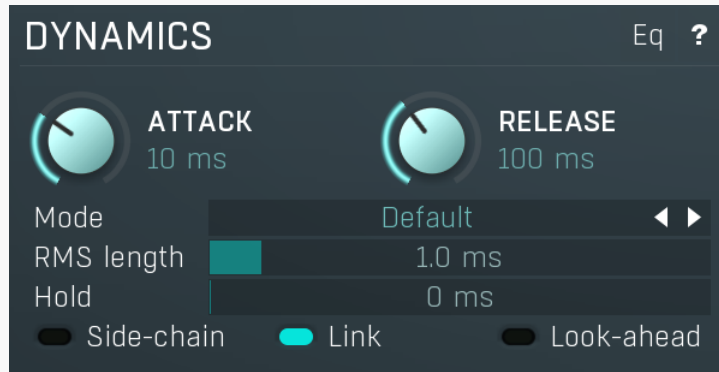 DYNAMICS Eq ?
ATTACK RELEASE
10 ms 100 ms
Mode Default
RMS length 1.0 ms
Hold 0 ms
Side-chain Link Look-ahead